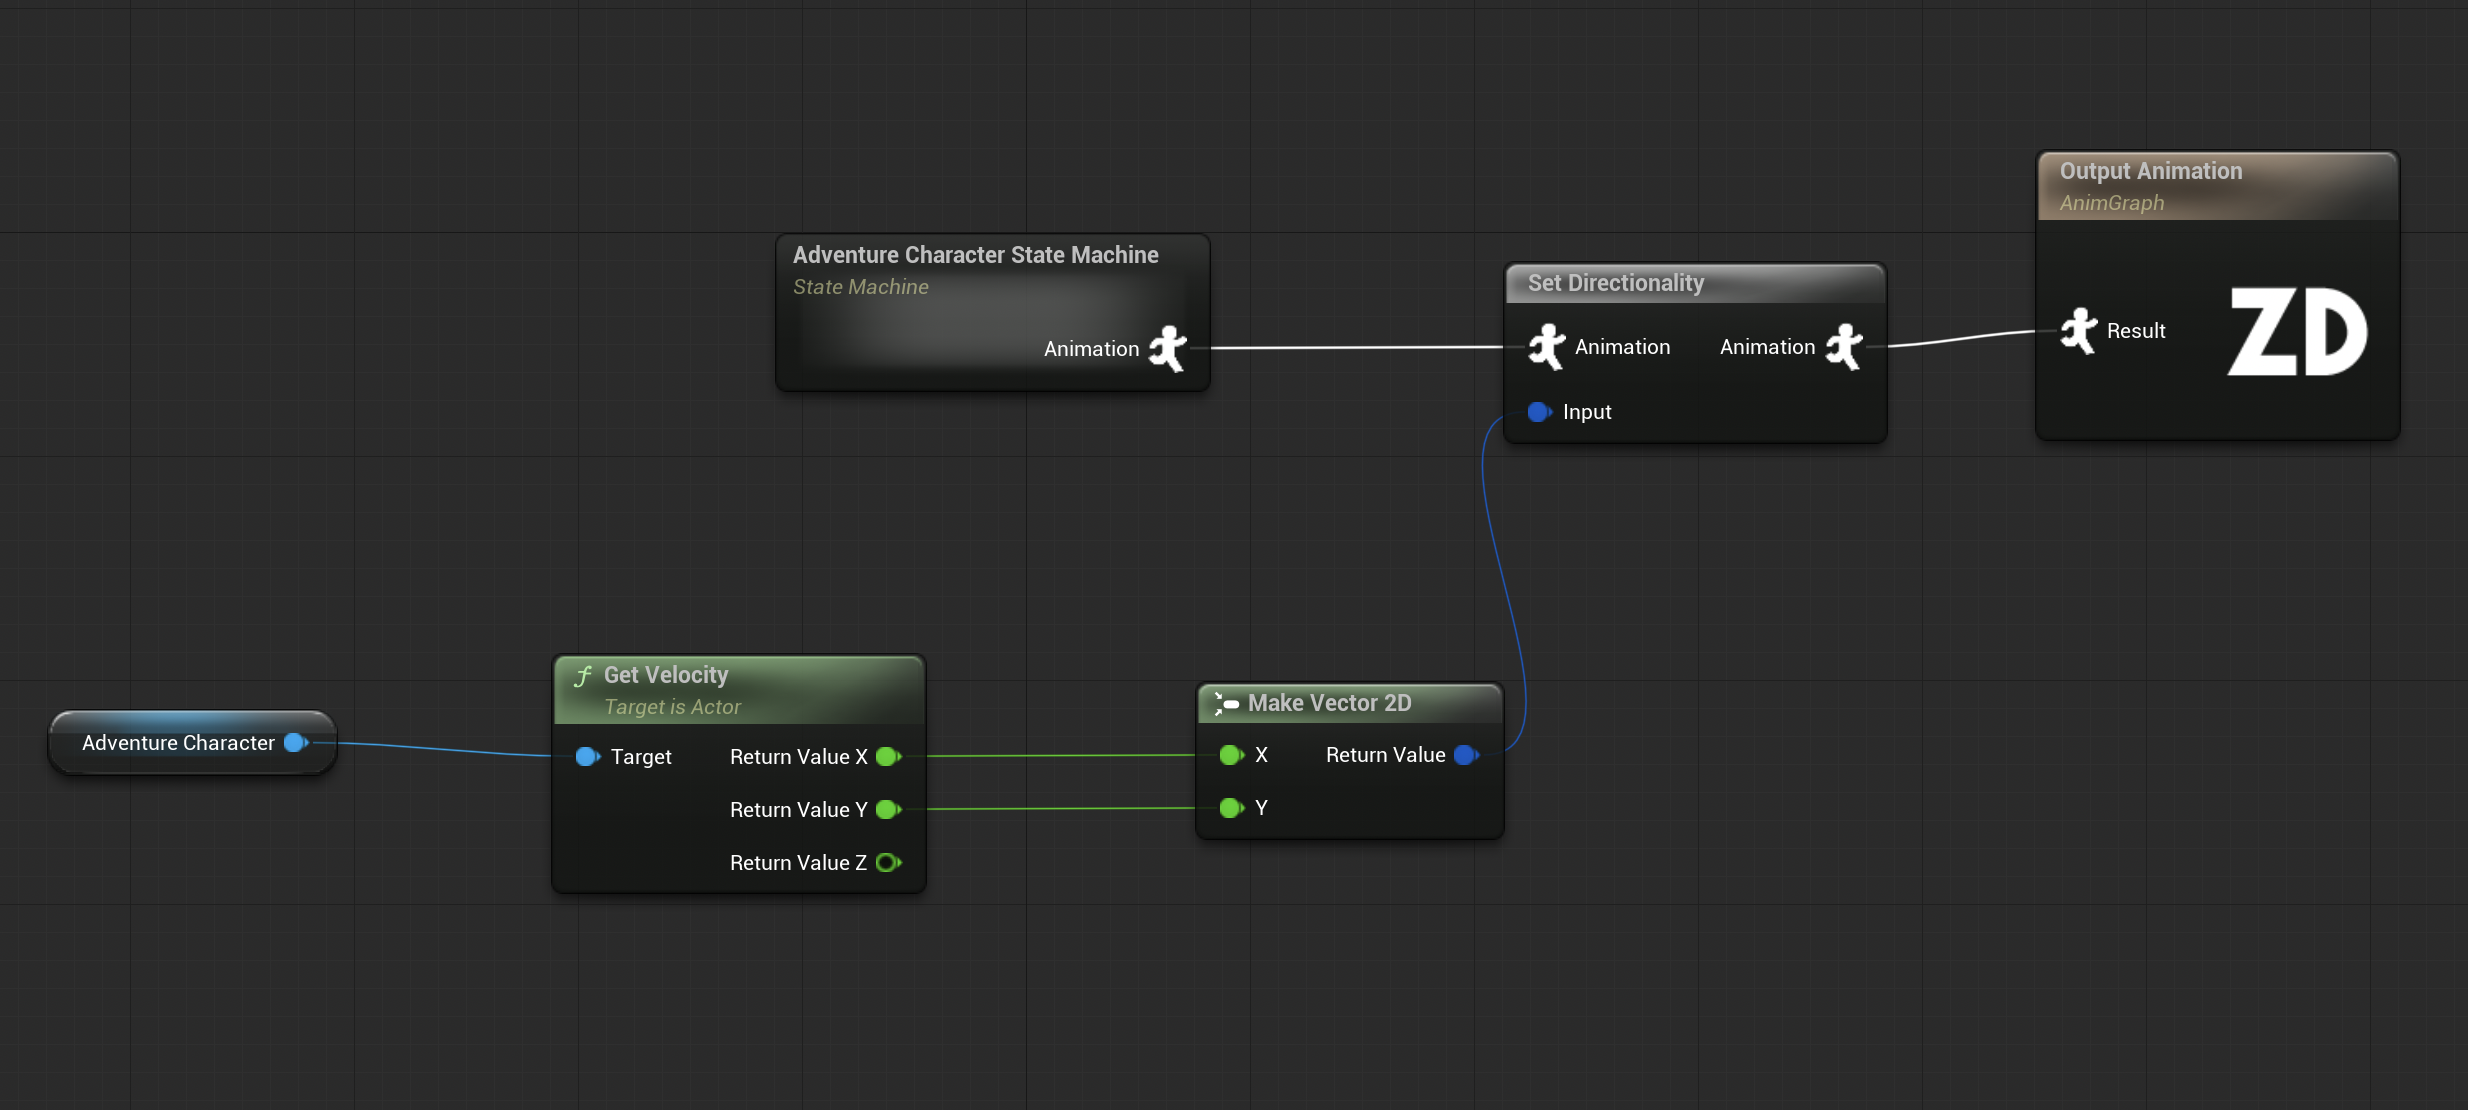 Output Animation
AnimGraph
Result
ZD
Adventure Character State Machine
State Machine
Animation
Set Directionality
Animation Animation
Input
Get Velocity
Target is Actor
Adventure Character
Target Return Value X
Return Value Y
Return Value Z
Make Vector 2D
X Return Value
Y